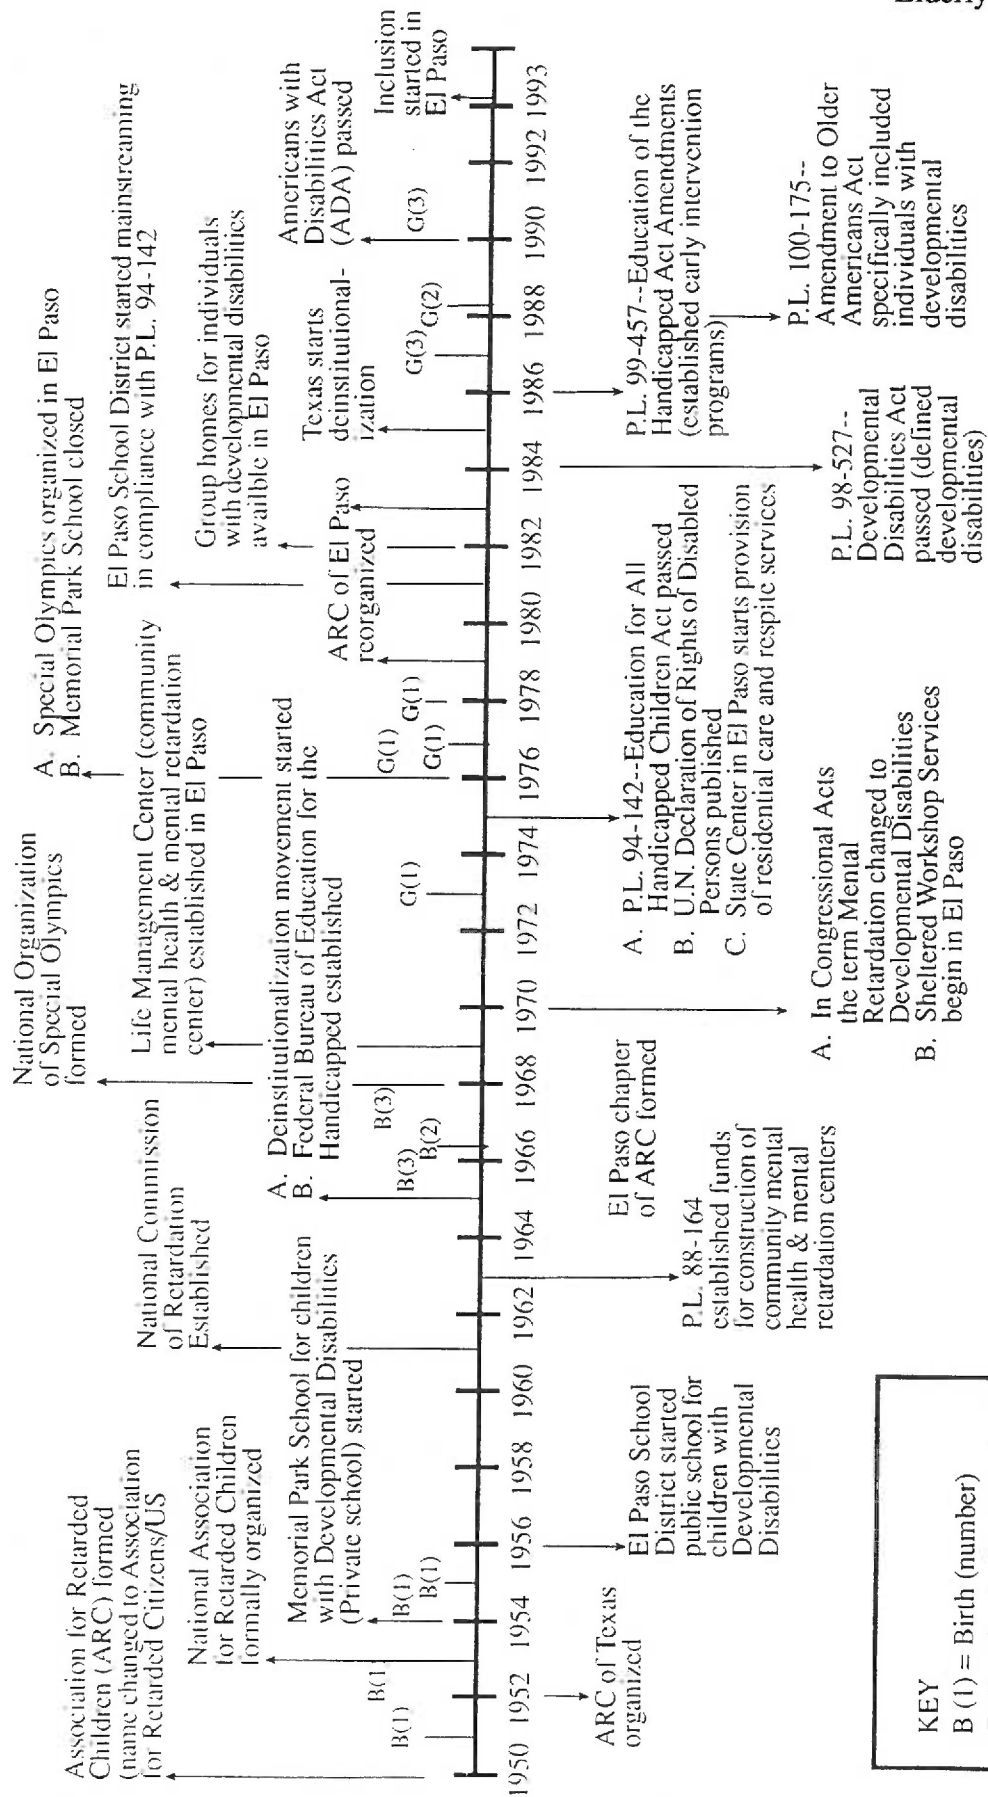 Elderly
Association for Retarded
Children (ARC) formed
(name changed to Association
for Retarded Citizens/US
National Association
for Retarded Children
formally organized
Memorial Park School for children
with Developmental Disabilities
(Private school) started
National Commission
of Retardation
Established
National Organization
of Special Olympics
formed
Life Management Center (community
mental health & mental retardation
center) established in El Paso
A. Deinstitutionalization movement started
B. Federal Bureau of Education for the
Handicapped established
A. Special Olympics organized in El Paso
B. Memorial Park School closed
El Paso School District started mainstreaming
in compliance with P.L. 94-142
Group homes for individuals
with developmental disabilities
availble in El Paso
ARC of El Paso
reorganized
Texas starts
deinstitutional-
ization
Americans with
Disabilities Act
(ADA) passed
Inclusion
started in
El Paso
B(1)
B(1)
B(1)
B(1)
B(3)
B(2)
B(3)
G(1)
G(1)
G(1)
G(1)
G(3)
G(2)
G(3)
1950 1952 1954 1956 1958 1960 1962 1964 1966 1968 1970 1972 1974 1976 1978 1980 1982 1984 1986 1988 1990 1992 1993
ARC of Texas
organized
El Paso School
District started
public school for
children with
Developmental
Disabilities
P.L. 88-164
established funds
for construction of
community mental
health & mental
retardation centers
El Paso chapter
of ARC formed
A. In Congressional Acts
the term Mental
Retardation changed to
Developmental Disabilities
B. Sheltered Workshop Services
begin in El Paso
A. P.L. 94-142--Education for All
Handicapped Children Act passed
B. U.N. Declaration of Rights of Disabled
Persons published
C. State Center in El Paso starts provision
of residential care and respite services
P.L. 98-527--
Developmental
Disabilities Act
passed (defined
developmental
disabilities)
P.L. 99-457--Education of the
Handicapped Act Amendments
(established early intervention
programs)
P.L. 100-175--
Amendment to Older
Americans Act
specifically included
individuals with
developmental
disabilities
KEY
B (1) = Birth (number)